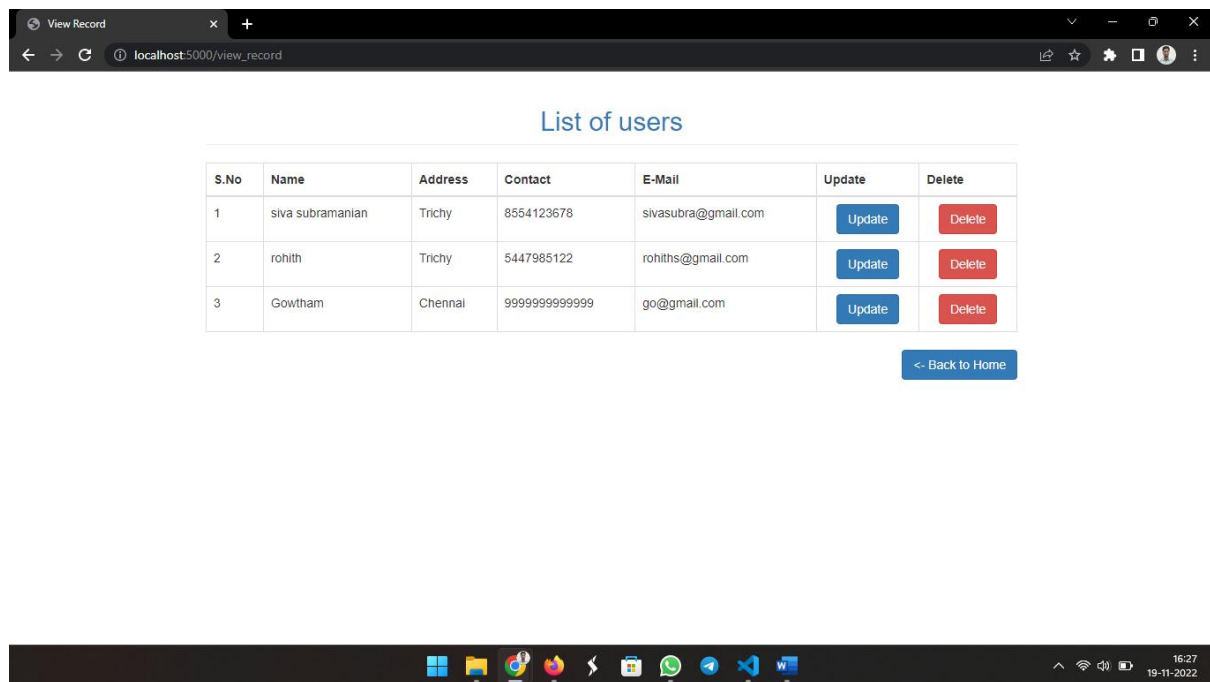 View Record
localhost:5000/view_record
List of users
S.No Name Address Contact E-Mail Update Delete
1 siva subramanian Trichy 8554123678 sivasubra@gmail.com Update Delete
2 rohith Trichy 5447985122 rohiths@gmail.com Update Delete
3 Gowtham Chennai 9999999999999 go@gmail.com Update Delete
<- Back to Home
16:27
19-11-2022